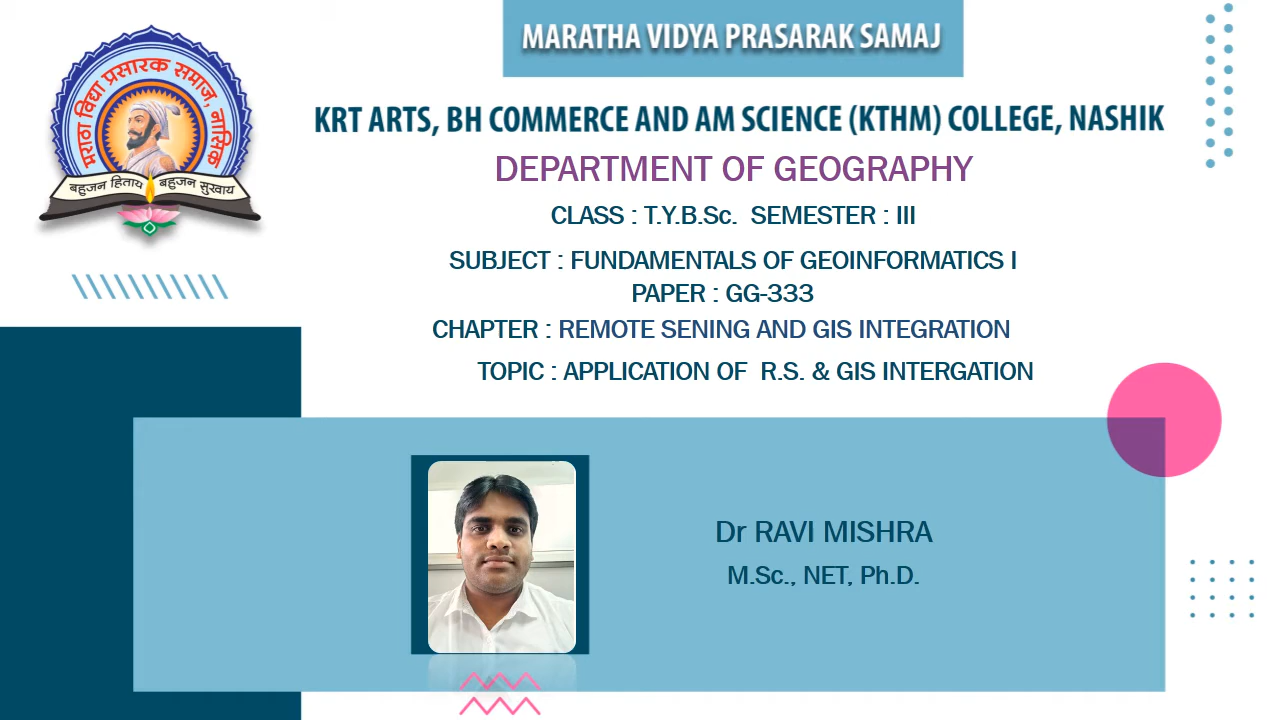 MARATHA VIDYA PRASARAK SAMAJ
मराठा विद्या प्रसारक समाज, नाशिक
बहुजन हिताय बहुजन सुखाय
KRT ARTS, BH COMMERCE AND AM SCIENCE (KTHM) COLLEGE, NASHIK
DEPARTMENT OF GEOGRAPHY
CLASS : T.Y.B.Sc. SEMESTER : III
SUBJECT : FUNDAMENTALS OF GEOINFORMATICS I
PAPER : GG-333
CHAPTER : REMOTE SENING AND GIS INTEGRATION
TOPIC : APPLICATION OF R.S. & GIS INTERGATION
Dr RAVI MISHRA
M.Sc., NET, Ph.D.